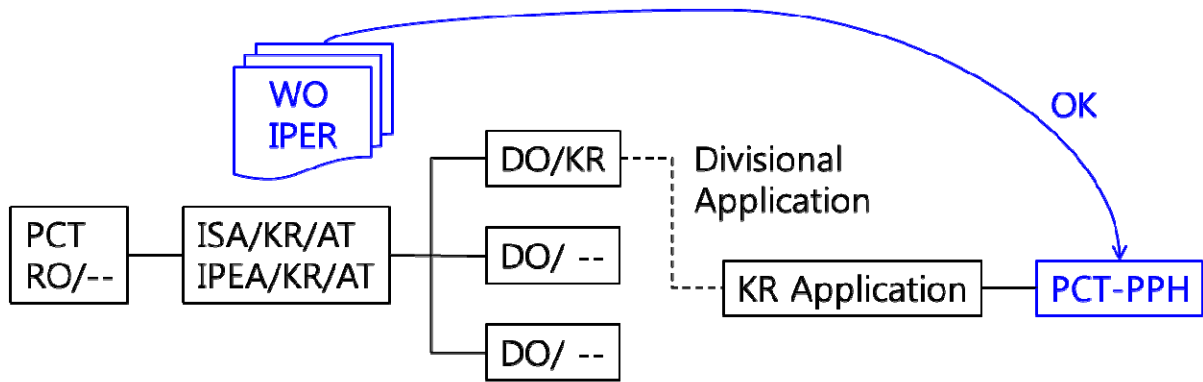 WO
IPER
OK
DO/KR
Divisional
Application
PCT
RO/--
ISA/KR/AT
IPEA/KR/AT
DO/ --
KR Application
PCT-PPH
DO/ --